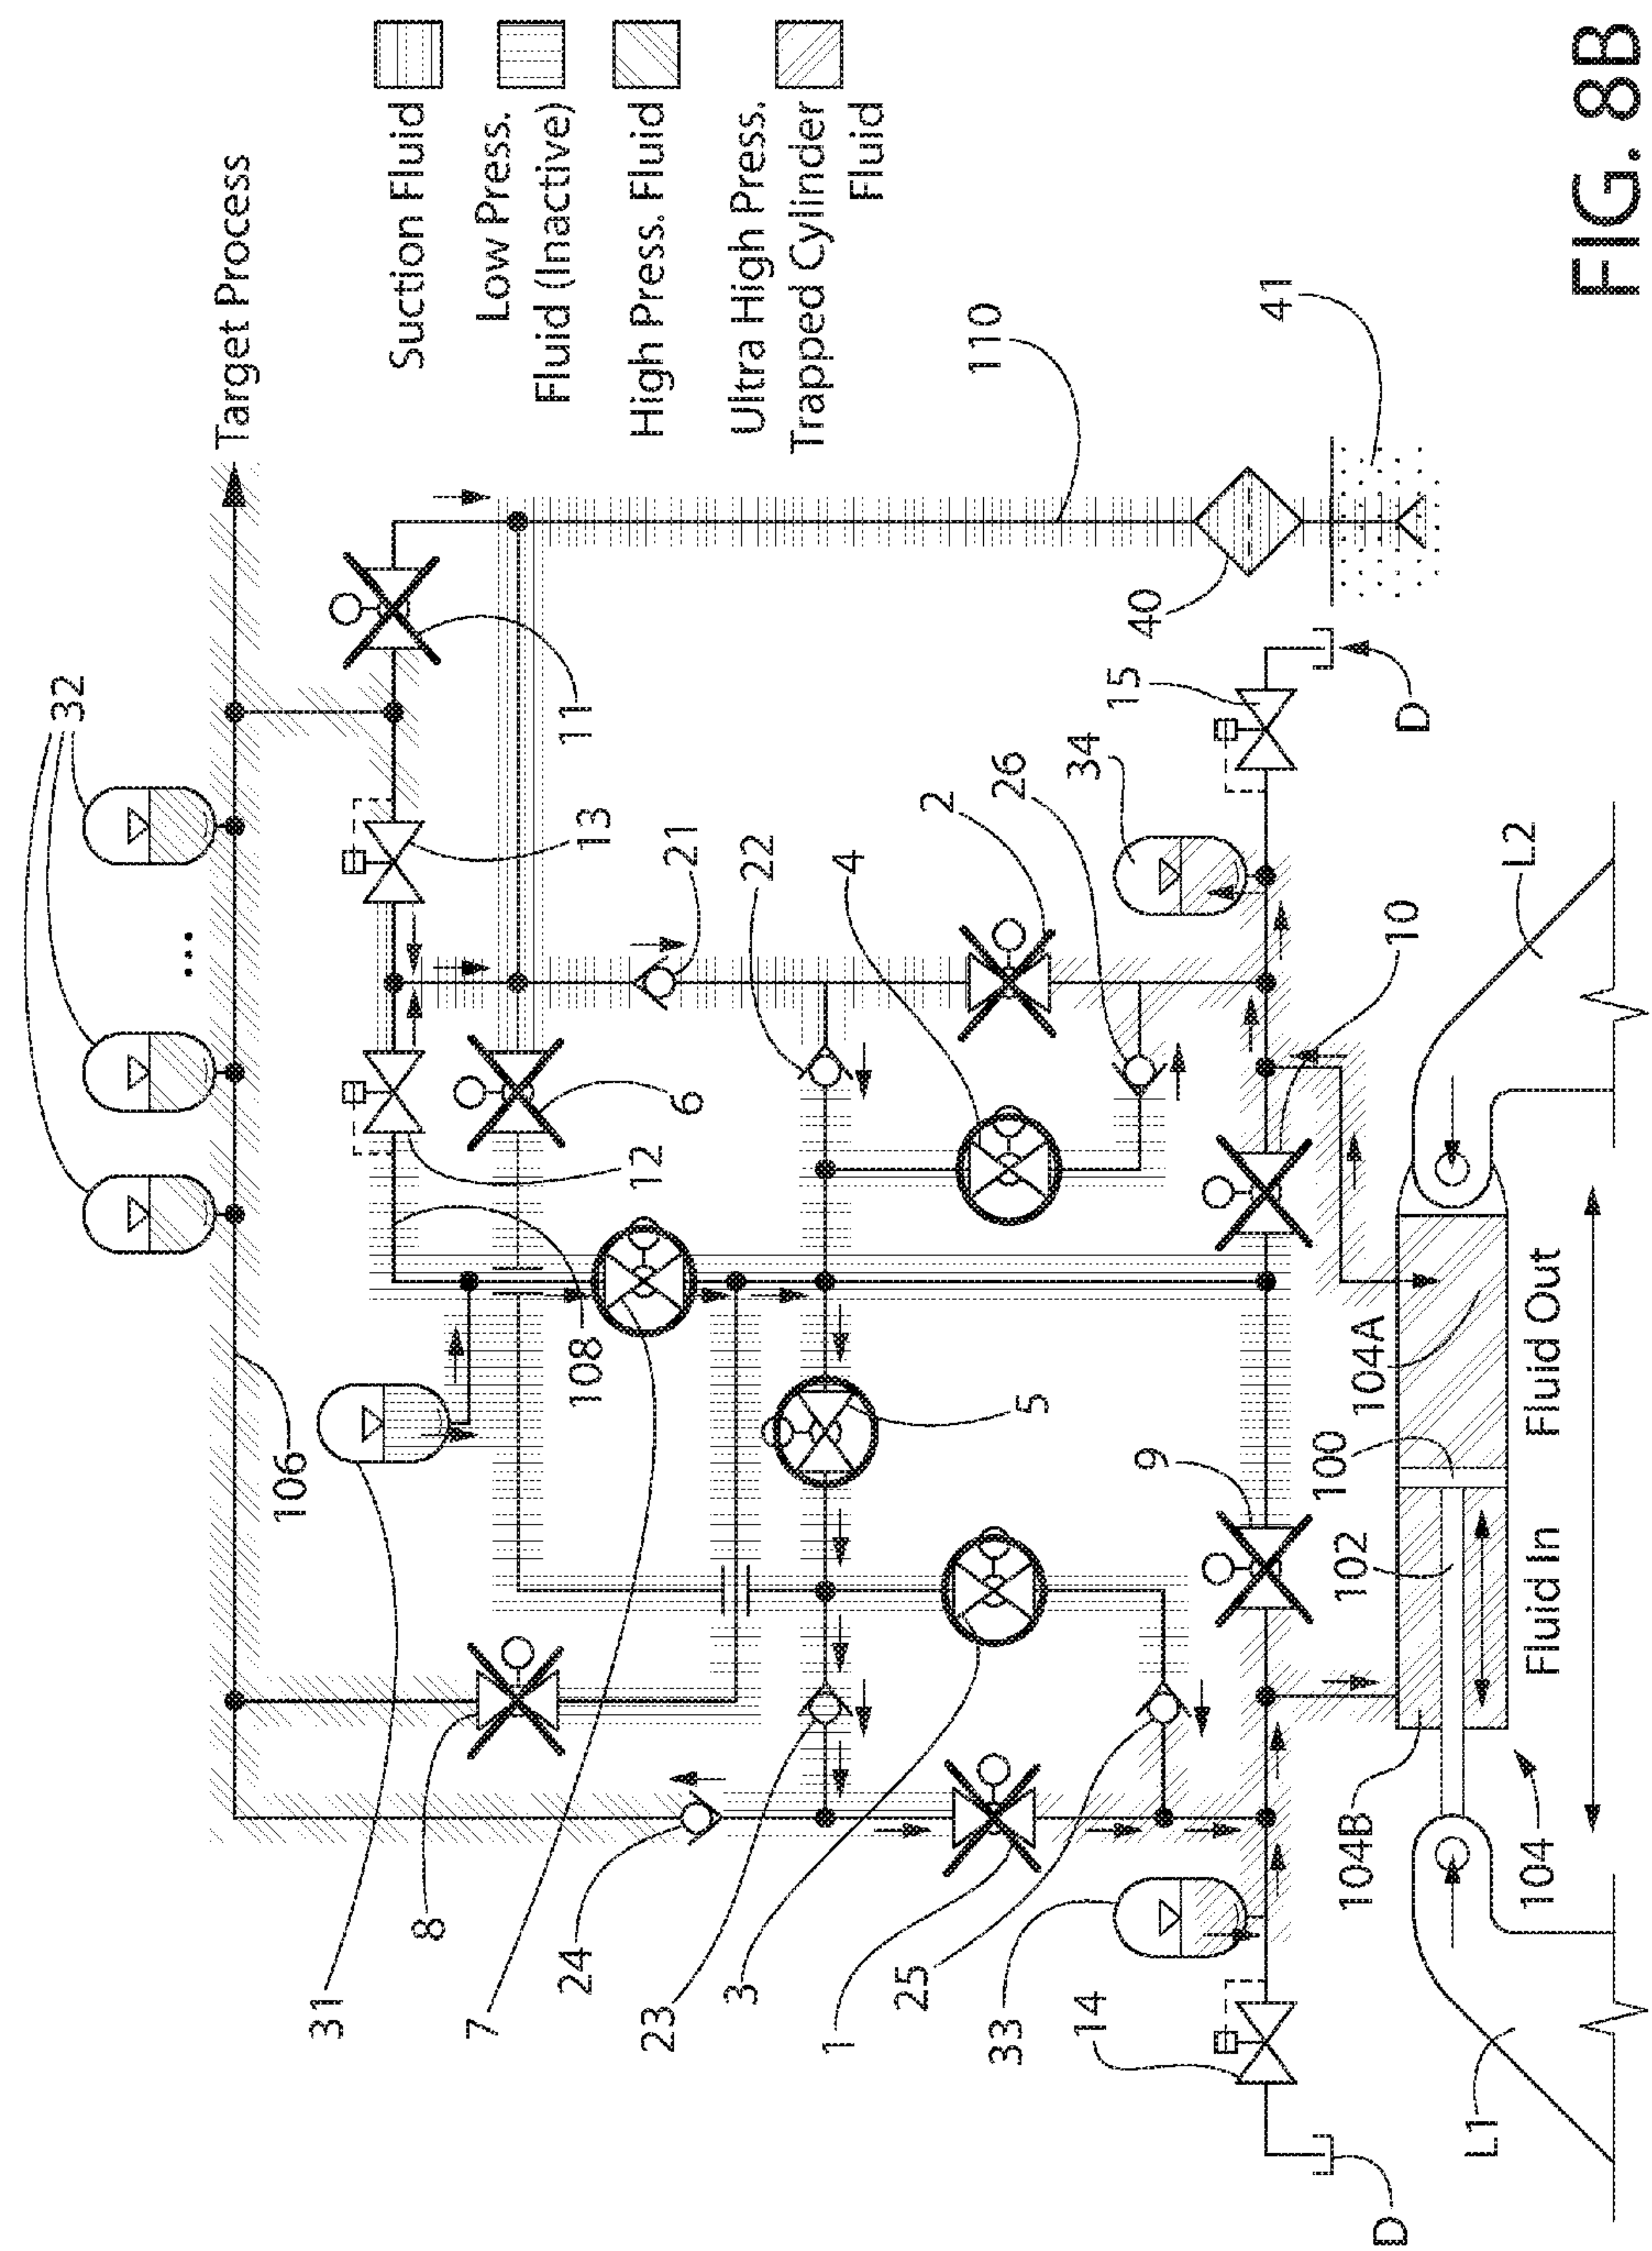 106
32
...
Target Process
Suction Fluid
Low Press.
Fluid (Inactive)
High Press. Fluid
Ultra High Press.
Trapped Cylinder
Fluid
31
8
7
108
12
6
13
11
24
23
3
1
25
5
4
22
21
2
26
110
33
14
9
34
15
40
41
D
D
10
104B
102
100
104A
L1
104
Fluid In
Fluid Out
L2
FIG. 8B